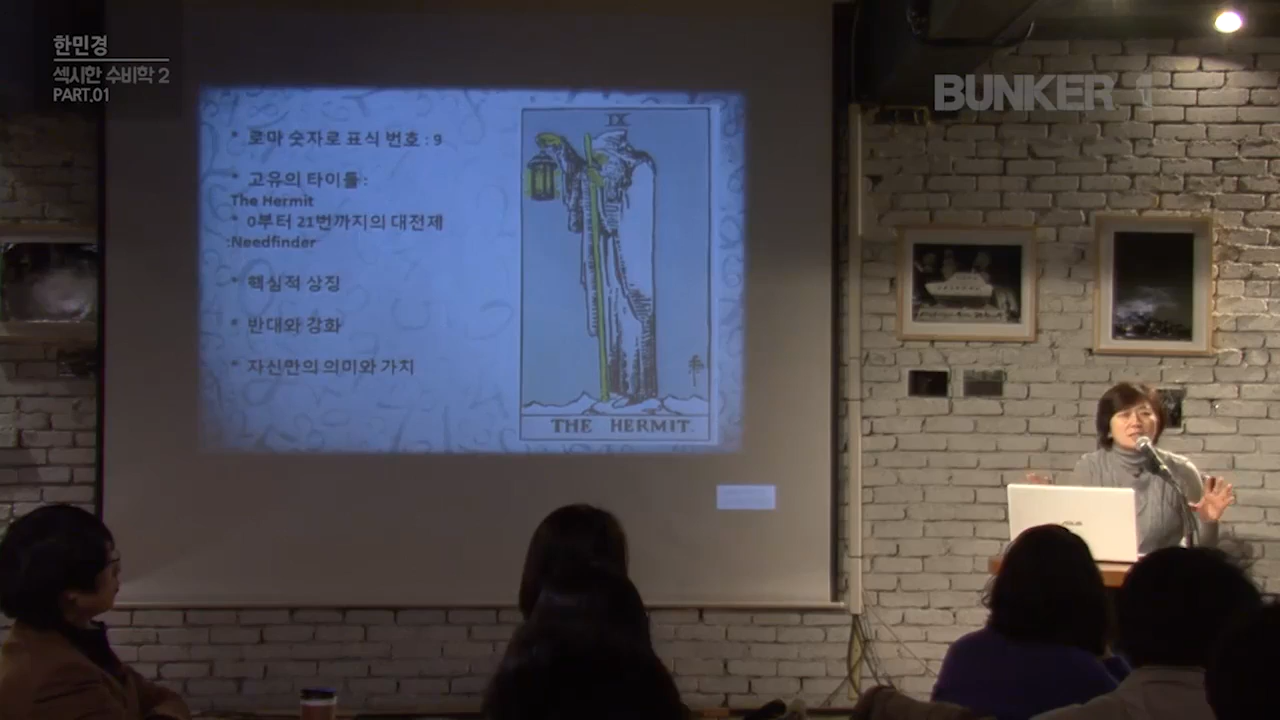 한민경
섹시한 수비학 2
PART.01
BUNKER 1
* 로마 숫자로 표식 번호 : 9
* 고유의 타이틀 :
The Hermit
* 0부터 21번까지의 대전제
:Needfinder
* 핵심적 상징
* 반대와 강화
* 자신만의 의미와 가치
IX
THE HERMIT.